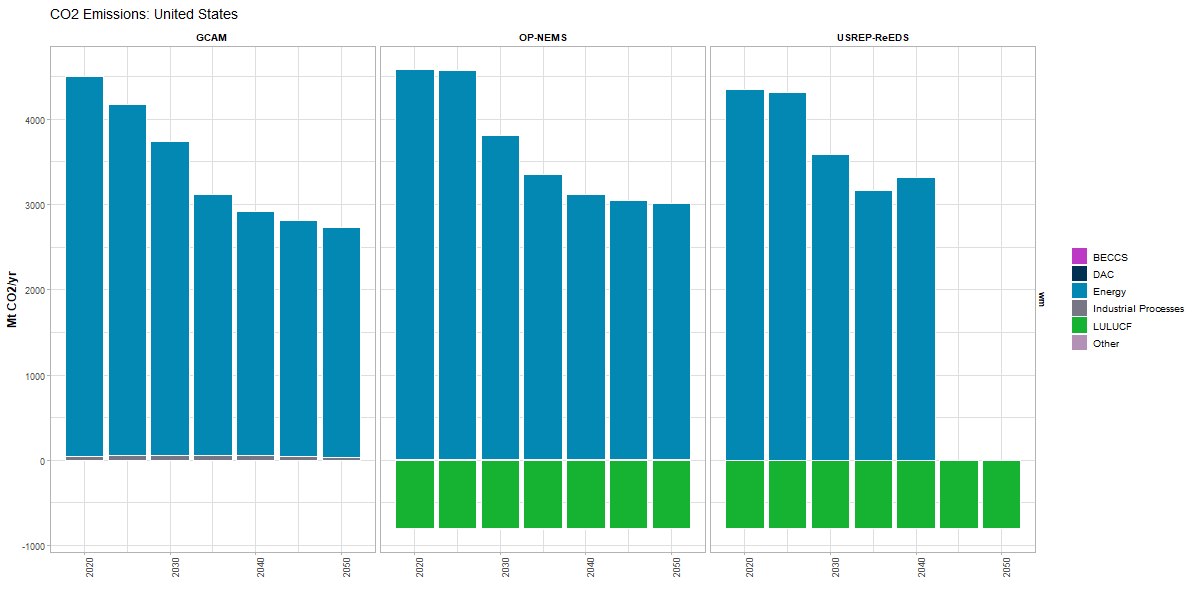 CO2 Emissions: United States
GCAM
OP-NEMS
USREP-ReEDS
Mt CO2/yr
4000
3000
2000
1000
0
-1000
2020
2030
2040
2050
2020
2030
2040
2050
2020
2030
2040
2050
wm
BECCS
DAC
Energy
Industrial Processes
LULUCF
Other